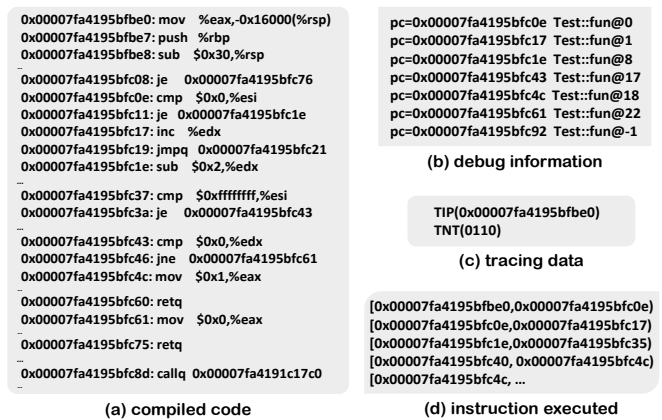 0x00007fa4195bfbe0: mov %eax,-0x16000(%rsp)
0x00007fa4195bfbe7: push %rbp
0x00007fa4195bfbe8: sub $0x30,%rsp
...
0x00007fa4195bfc08: je 0x00007fa4195bfc76
0x00007fa4195bfc0e: cmp $0x0,%esi
0x00007fa4195bfc11: je 0x00007fa4195bfc1e
0x00007fa4195bfc17: inc %edx
0x00007fa4195bfc19: jmpq 0x00007fa4195bfc21
0x00007fa4195bfc1e: sub $0x2,%edx
...
0x00007fa4195bfc37: cmp $0xffffffff,%esi
0x00007fa4195bfc3a: je 0x00007fa4195bfc43
...
0x00007fa4195bfc43: cmp $0x0,%edx
0x00007fa4195bfc46: jne 0x00007fa4195bfc61
0x00007fa4195bfc4c: mov $0x1,%eax
...
0x00007fa4195bfc60: retq
0x00007fa4195bfc61: mov $0x0,%eax
...
0x00007fa4195bfc75: retq
...
0x00007fa4195bfc8d: callq 0x00007fa4191c17c0
...
(a) compiled code
pc=0x00007fa4195bfc0e Test::fun@0
pc=0x00007fa4195bfc17 Test::fun@1
pc=0x00007fa4195bfc1e Test::fun@8
pc=0x00007fa4195bfc43 Test::fun@17
pc=0x00007fa4195bfc4c Test::fun@18
pc=0x00007fa4195bfc61 Test::fun@22
pc=0x00007fa4195bfc92 Test::fun@-1
(b) debug information
TIP(0x00007fa4195bfbe0)
TNT(0110)
(c) tracing data
[0x00007fa4195bfbe0,0x00007fa4195bfc0e)
[0x00007fa4195bfc0e,0x00007fa4195bfc17)
[0x00007fa4195bfc1e,0x00007fa4195bfc35)
[0x00007fa4195bfc40, 0x00007fa4195bfc4c)
[0x00007fa4195bfc4c, ...
(d) instruction executed